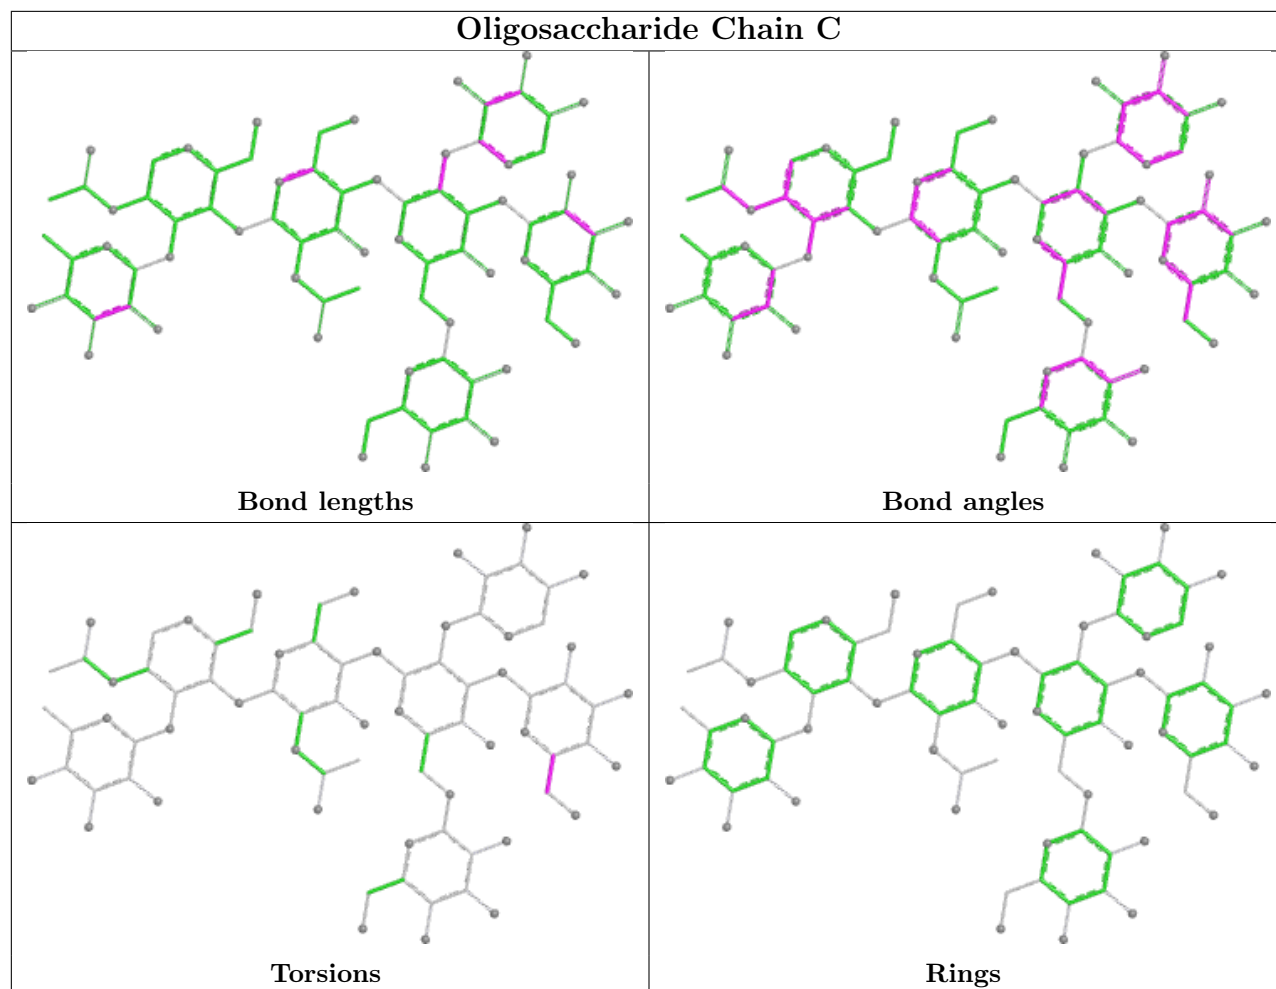 Oligosaccharide Chain C
Bond lengths
Bond angles
Torsions
Rings